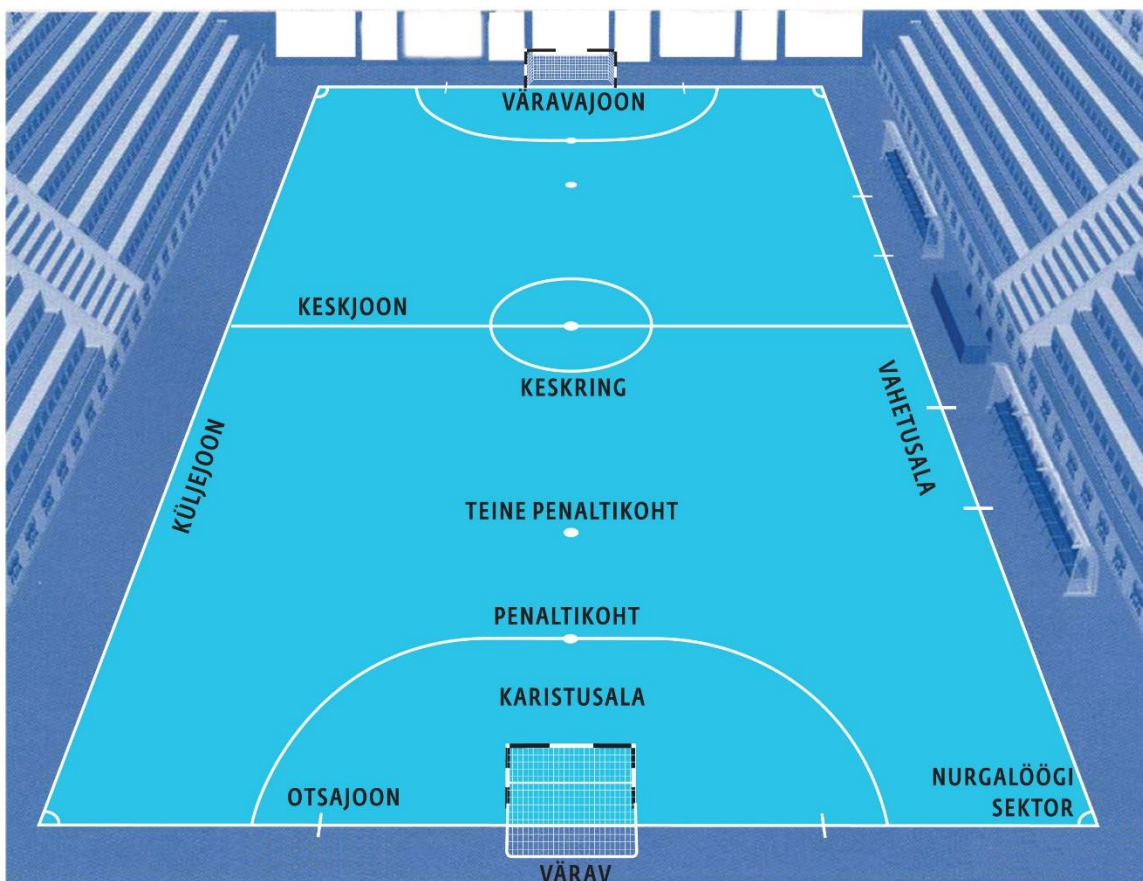 VÄRAVAJOON
KESKJOON
KESKRING
VAHETUSALA
KÜLJEJOON
TEINE PENALTIKOHT
PENALTIKOHT
KARISTUSALA
OTSAJOON
NURGALÖÖGI
SEKTOR
VÄRAV